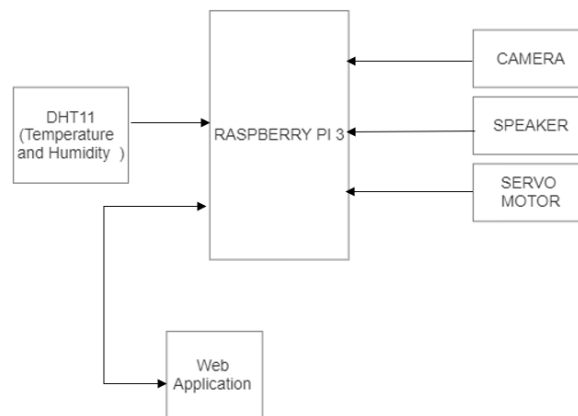 CAMERA
DHT11
(Temperature
and Humidity  )
RASPBERRY PI 3
SPEAKER
SERVO
MOTOR
Web
Application